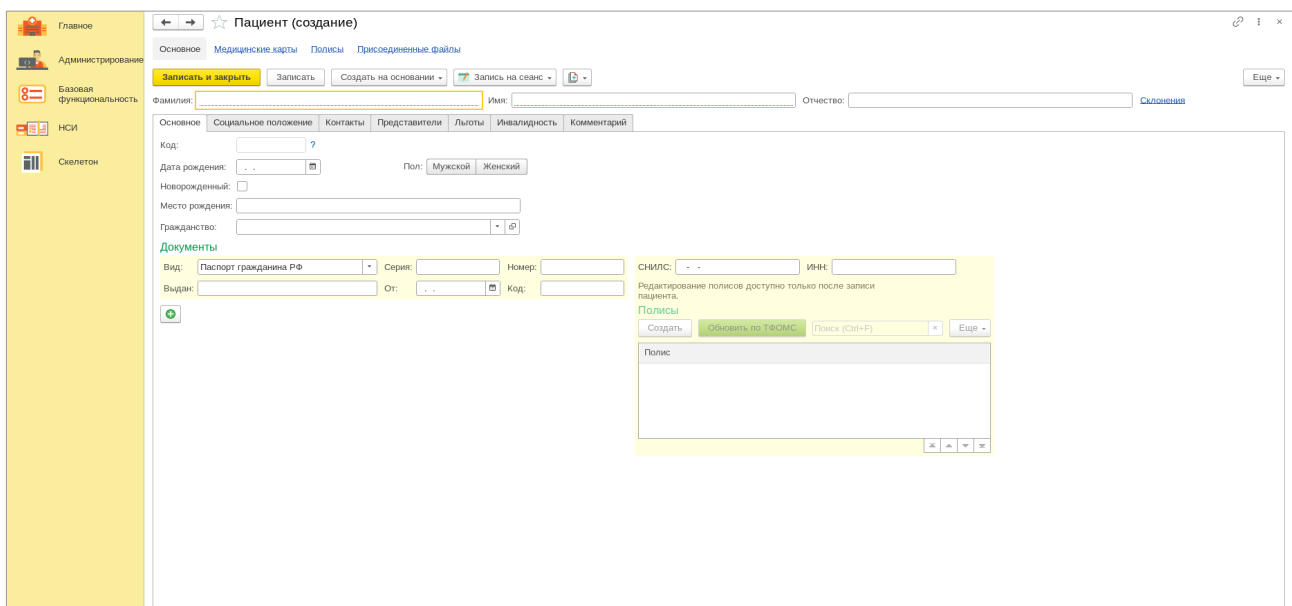 Главное
Администрирование
Базовая
функциональность
НСИ
Скелетон
Пациент (создание)
Основное Медицинские карты Полисы Присоединенные файлы
Записать и закрыть Записать Создать на основании Запись на сеанс Еще
Фамилия: Имя: Отчество: Склонения
Основное Социальное положение Контакты Представители Льготы Инвалидность Комментарий
Код: ?
Дата рождения: . . Пол: Мужской Женский
Новорожденный:
Место рождения:
Гражданство:
Документы
Вид: Паспорт гражданина РФ Серия: Номер:
Выдан: От: . . Код:
СНИЛС: - - ИНН:
Редактирование полисов доступно только после записи
пациента.
Полисы
Создать Обновить по ТФОМС Поиск (Ctrl+F) × Еще
Полис